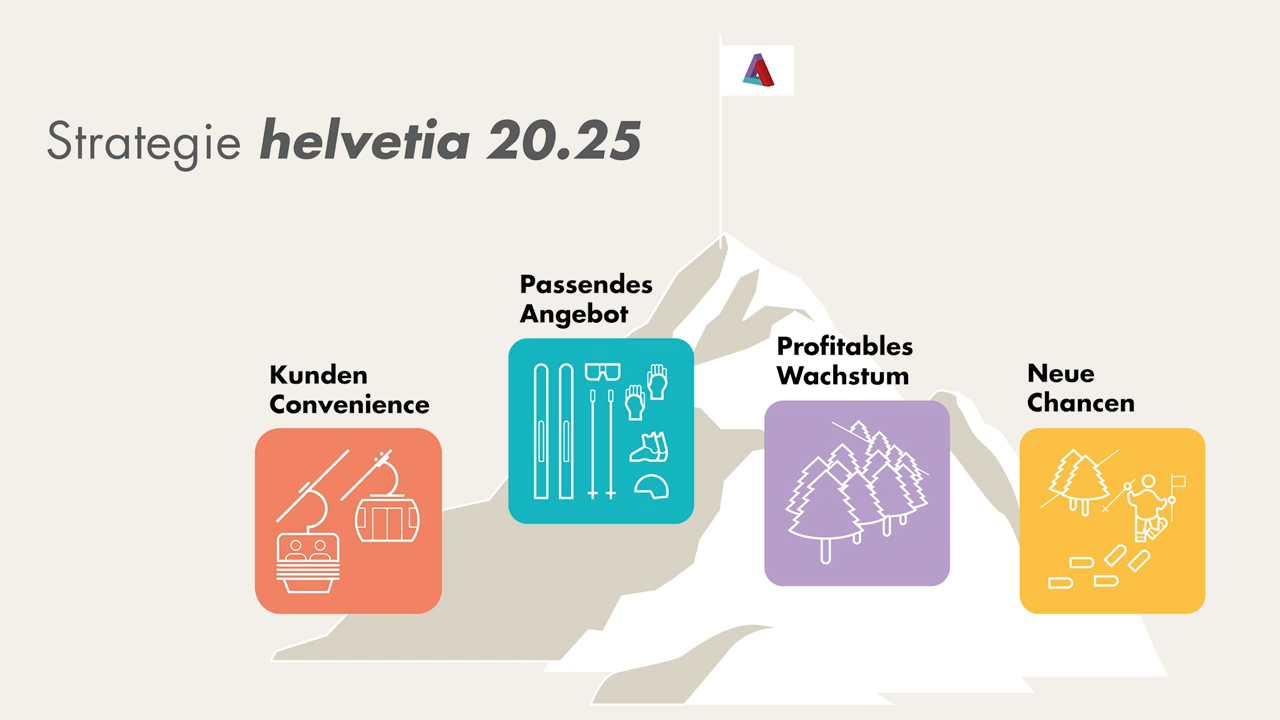 Strategie helvetia 20.25
Kunden
Convenience
Passendes
Angebot
Profitables
Wachstum
Neue
Chancen